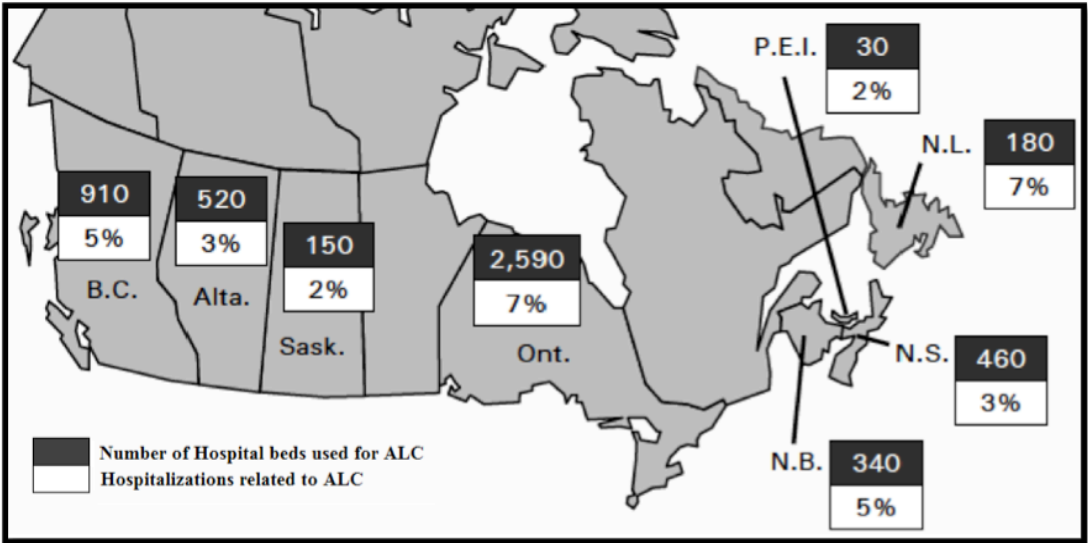 P.E.I.
30
2%
N.L.
180
7%
910
5%
B.C.
520
3%
Alta.
150
2%
Sask.
2,590
7%
Ont.
N.S.
460
3%
N.B.
340
5%
Number of Hospital beds used for ALC
Hospitalizations related to ALC